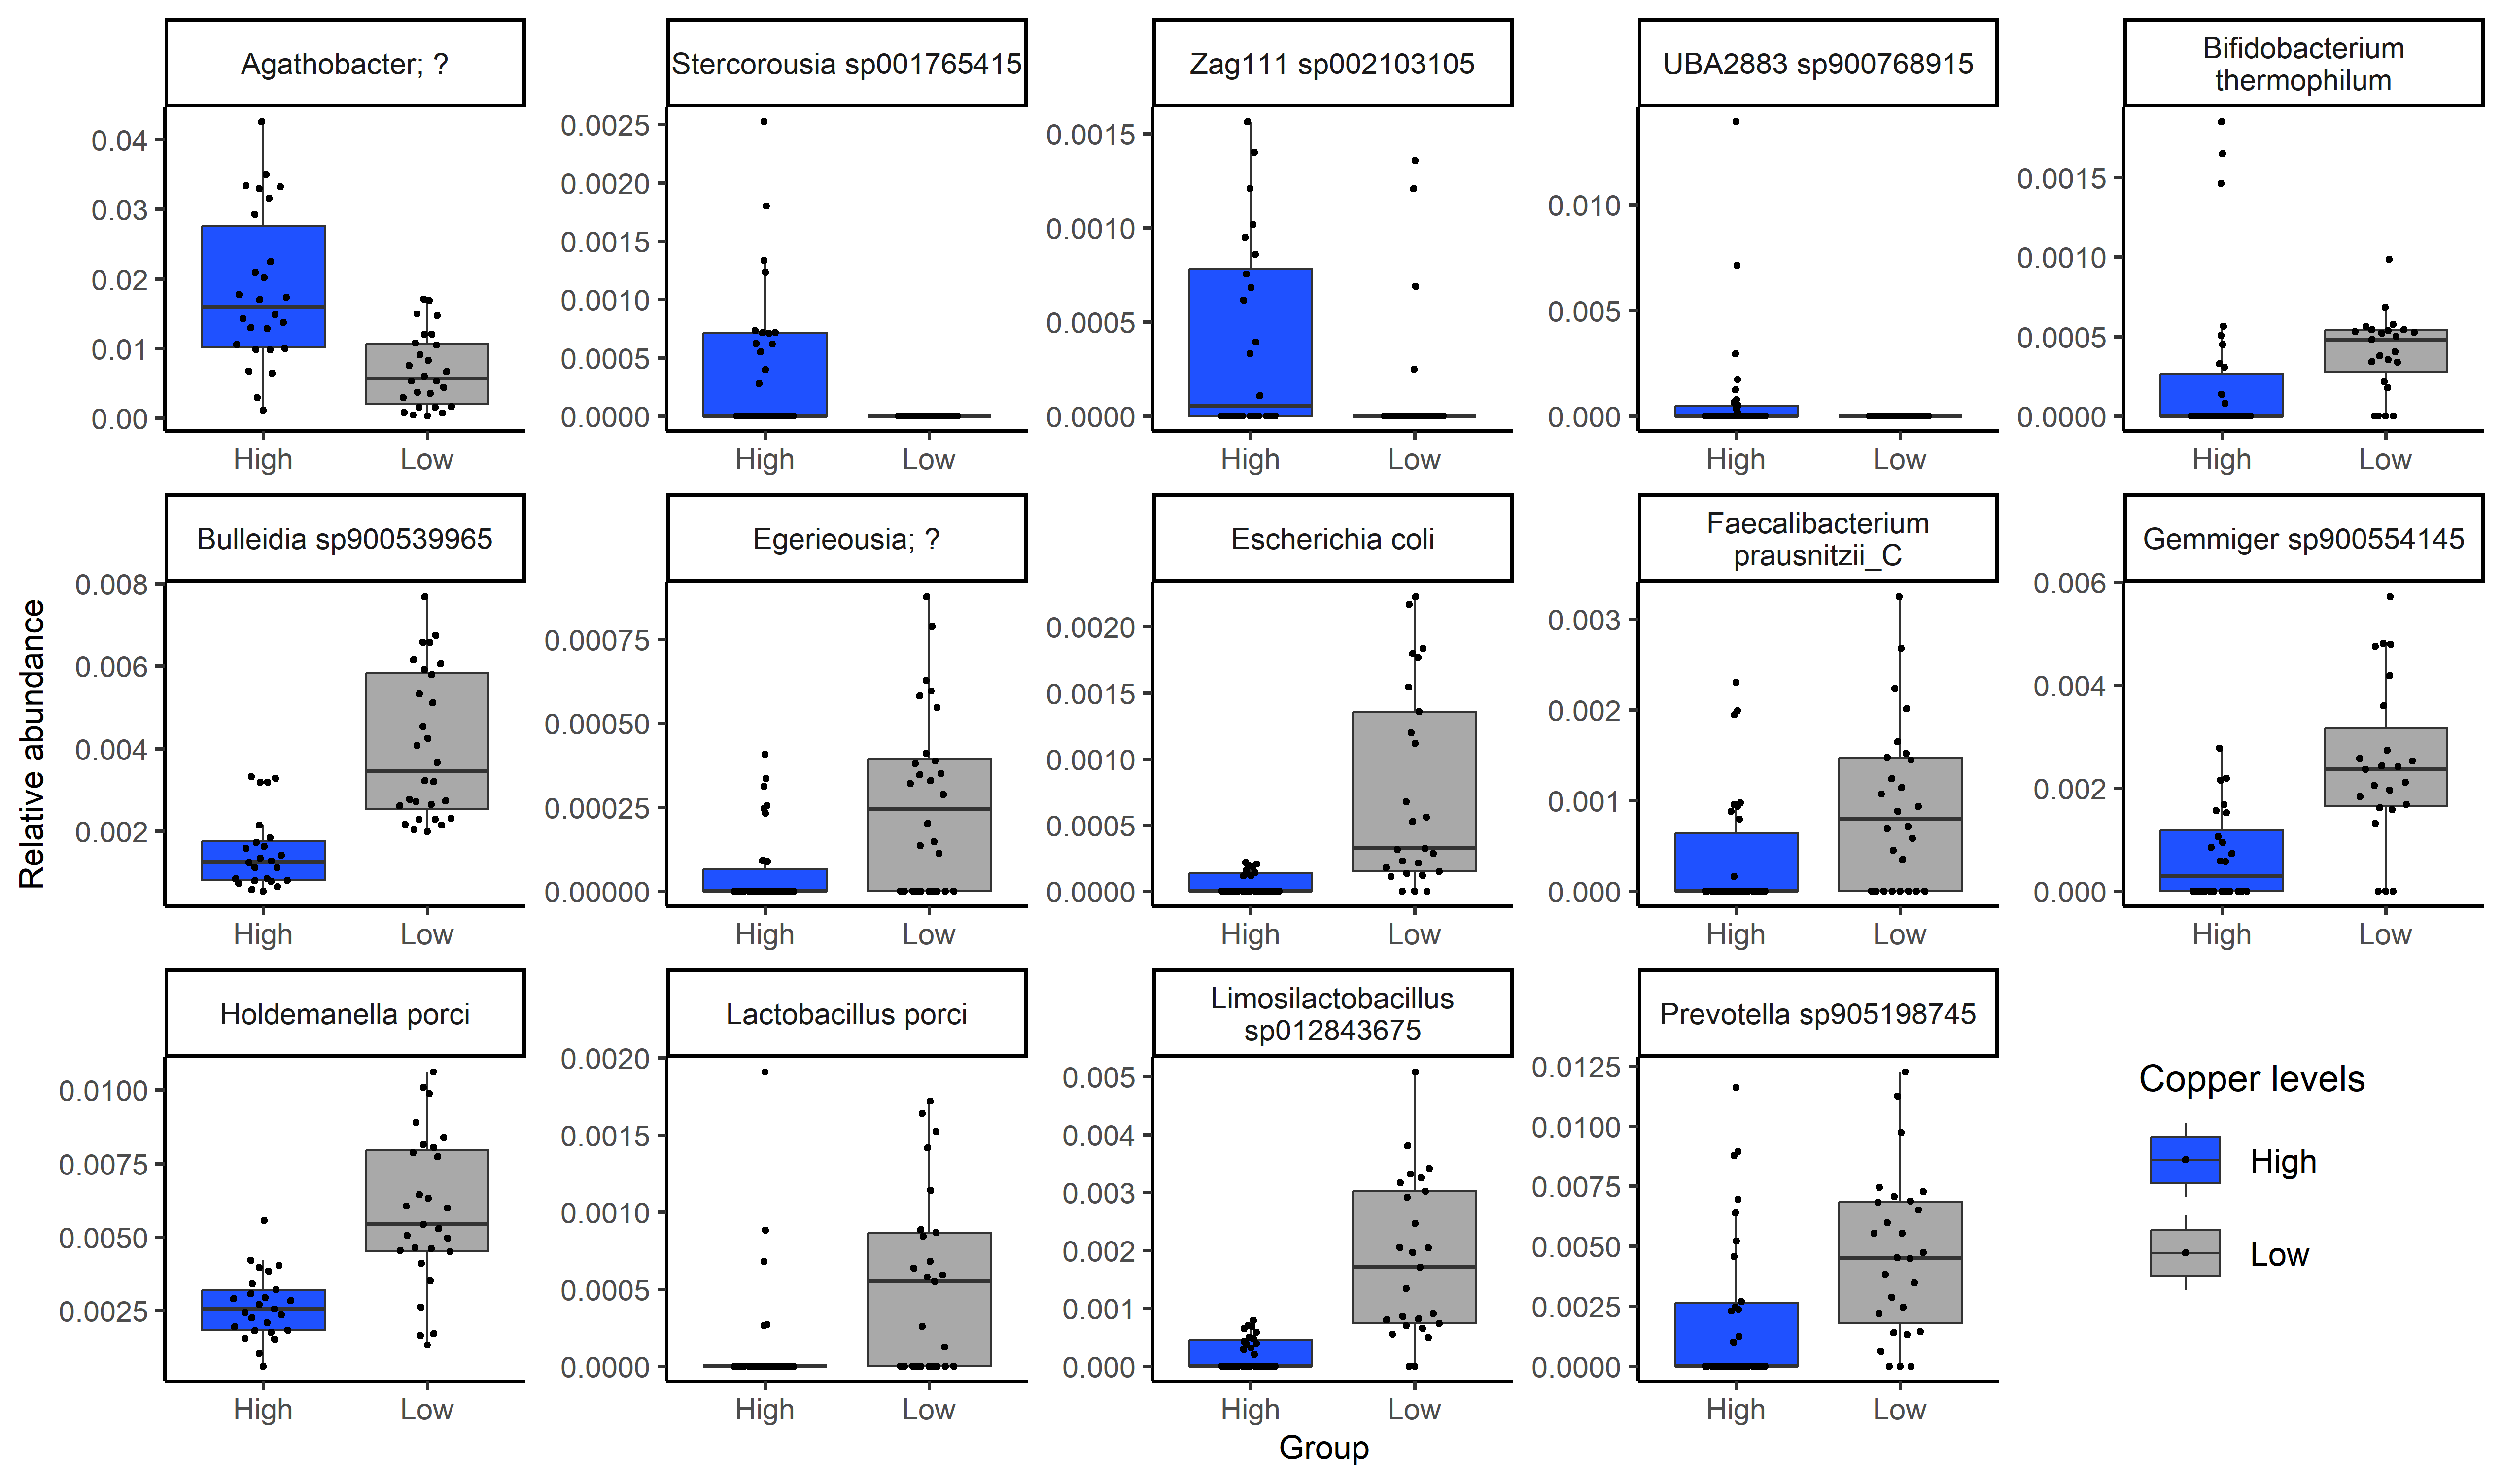 Agathobacter; ?
Stercorousia sp001765415
Zag111 sp002103105
UBA2883 sp900768915
Bifidobacterium
thermophilum
0.04
0.03
0.02
0.01
0.00
High
Low
0.0025
0.0020
0.0015
0.0010
0.0005
0.0000
High
Low
0.0015
0.0010
0.0005
0.0000
High
Low
0.010
0.005
0.000
High
Low
0.0015
0.0010
0.0005
0.0000
High
Low
Relative abundance
Bulleidia sp900539965
Egerieousia; ?
Escherichia coli
Faecalibacterium
prausnitzii_C
Gemmiger sp900554145
0.008
0.006
0.004
0.002
High
Low
0.00075
0.00050
0.00025
0.00000
High
Low
0.0020
0.0015
0.0010
0.0005
0.0000
High
Low
0.003
0.002
0.001
0.000
High
Low
0.006
0.004
0.002
0.000
High
Low
Holdemanella porci
Lactobacillus porci
Limosilactobacillus
sp012843675
Prevotella sp905198745
0.0100
0.0075
0.0050
0.0025
High
Low
0.0020
0.0015
0.0010
0.0005
0.0000
High
Low
0.005
0.004
0.003
0.002
0.001
0.000
High
Low
0.0125
0.0100
0.0075
0.0050
0.0025
0.0000
High
Low
Copper levels
High
Low
Group